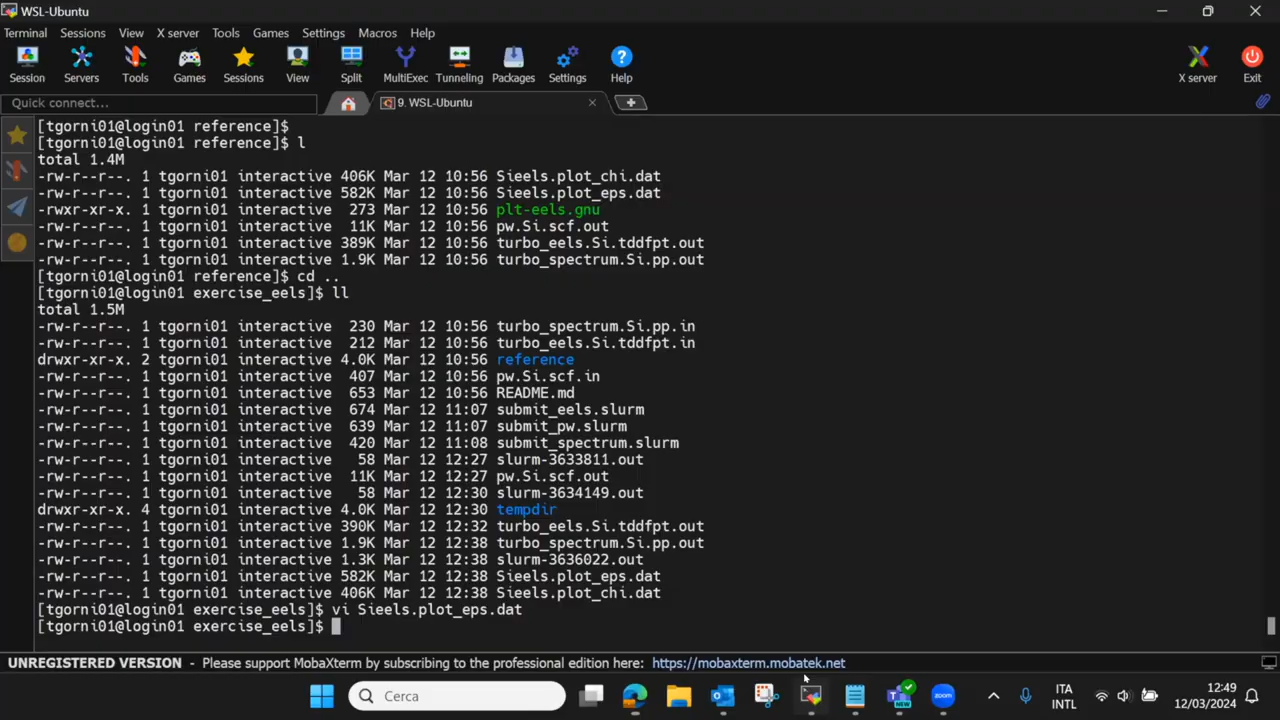 WSL-Ubuntu
Terminal Sessions View X server Tools Games Settings Macros Help
Session Servers Tools Games Sessions View Split MultiExec Tunneling Packages Settings Help X server Exit
Quick connect... 9. WSL-Ubuntu
[tgorni01@login01 reference]$
[tgorni01@login01 reference]$ l
total 1.4M
-rw-r--r--. 1 tgorni01 interactive 406K Mar 12 10:56 Sieels.plot_chi.dat
-rw-r--r--. 1 tgorni01 interactive 582K Mar 12 10:56 Sieels.plot_eps.dat
-rwxr-xr-x. 1 tgorni01 interactive  273 Mar 12 10:56 plt-eels.gnu
-rw-r--r--. 1 tgorni01 interactive  11K Mar 12 10:56 pw.Si.scf.out
-rw-r--r--. 1 tgorni01 interactive 389K Mar 12 10:56 turbo_eels.Si.tddfpt.out
-rw-r--r--. 1 tgorni01 interactive 1.9K Mar 12 10:56 turbo_spectrum.Si.pp.out
[tgorni01@login01 reference]$ cd ..
[tgorni01@login01 exercise_eels]$ ll
total 1.5M
-rw-r--r--. 1 tgorni01 interactive  230 Mar 12 10:56 turbo_spectrum.Si.pp.in
-rw-r--r--. 1 tgorni01 interactive  212 Mar 12 10:56 turbo_eels.Si.tddfpt.in
drwxr-xr-x. 2 tgorni01 interactive 4.0K Mar 12 10:56 reference
-rw-r--r--. 1 tgorni01 interactive  407 Mar 12 10:56 pw.Si.scf.in
-rw-r--r--. 1 tgorni01 interactive  653 Mar 12 10:56 README.md
-rw-r--r--. 1 tgorni01 interactive  674 Mar 12 11:07 submit_eels.slurm
-rw-r--r--. 1 tgorni01 interactive  639 Mar 12 11:07 submit_pw.slurm
-rw-r--r--. 1 tgorni01 interactive  420 Mar 12 11:08 submit_spectrum.slurm
-rw-r--r--. 1 tgorni01 interactive   58 Mar 12 12:27 slurm-3633811.out
-rw-r--r--. 1 tgorni01 interactive  11K Mar 12 12:27 pw.Si.scf.out
-rw-r--r--. 1 tgorni01 interactive   58 Mar 12 12:30 slurm-3634149.out
drwxr-xr-x. 4 tgorni01 interactive 4.0K Mar 12 12:30 tempdir
-rw-r--r--. 1 tgorni01 interactive 390K Mar 12 12:32 turbo_eels.Si.tddfpt.out
-rw-r--r--. 1 tgorni01 interactive 1.9K Mar 12 12:38 turbo_spectrum.Si.pp.out
-rw-r--r--. 1 tgorni01 interactive 1.3K Mar 12 12:38 slurm-3636022.out
-rw-r--r--. 1 tgorni01 interactive 582K Mar 12 12:38 Sieels.plot_eps.dat
-rw-r--r--. 1 tgorni01 interactive 406K Mar 12 12:38 Sieels.plot_chi.dat
[tgorni01@login01 exercise_eels]$ vi Sieels.plot_eps.dat
[tgorni01@login01 exercise_eels]$
UNREGISTERED VERSION - Please support MobaXterm by subscribing to the professional edition here: https://mobaxterm.mobatek.net
Cerca NEW zoom ITA 12:49
INTL 12/03/2024